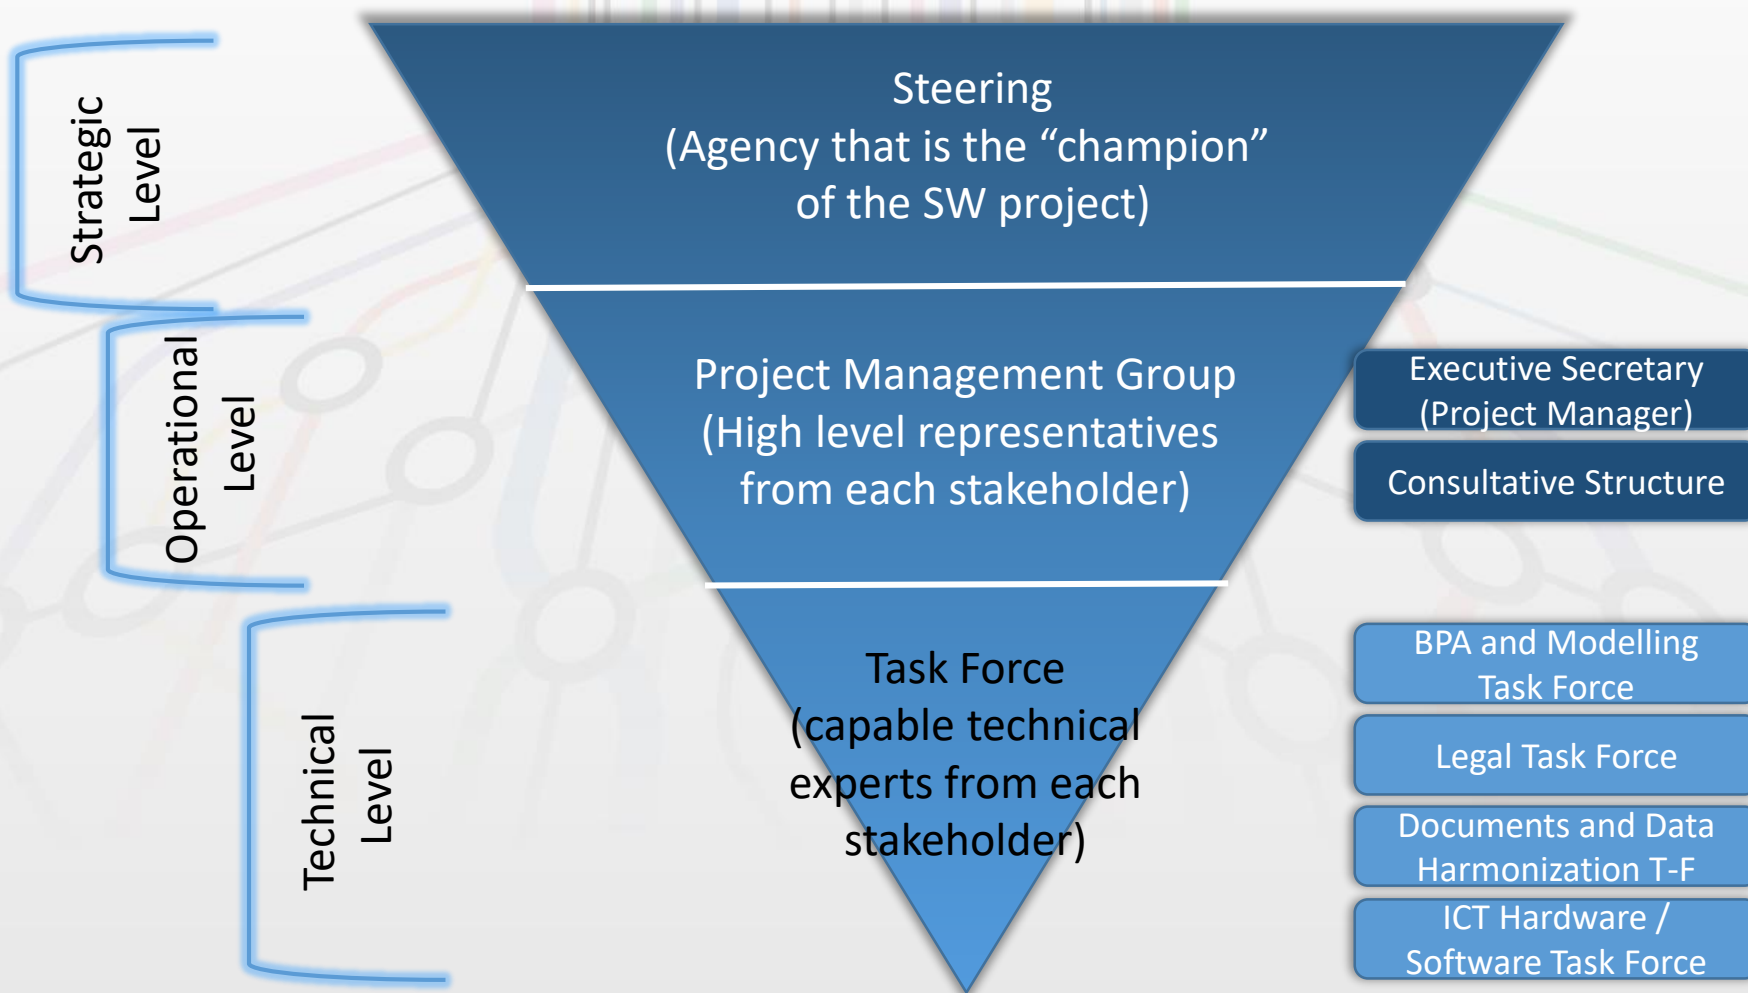 Strategic
Level
Steering
(Agency that is the “champion”
of the SW project)
Operational
Level
Project Management Group
(High level representatives
from each stakeholder)
Executive Secretary
(Project Manager)
Consultative Structure
Technical
Level
Task Force
(capable technical
experts from each
stakeholder)
BPA and Modelling
Task Force
Legal Task Force
Documents and Data
Harmonization T-F
ICT Hardware /
Software Task Force